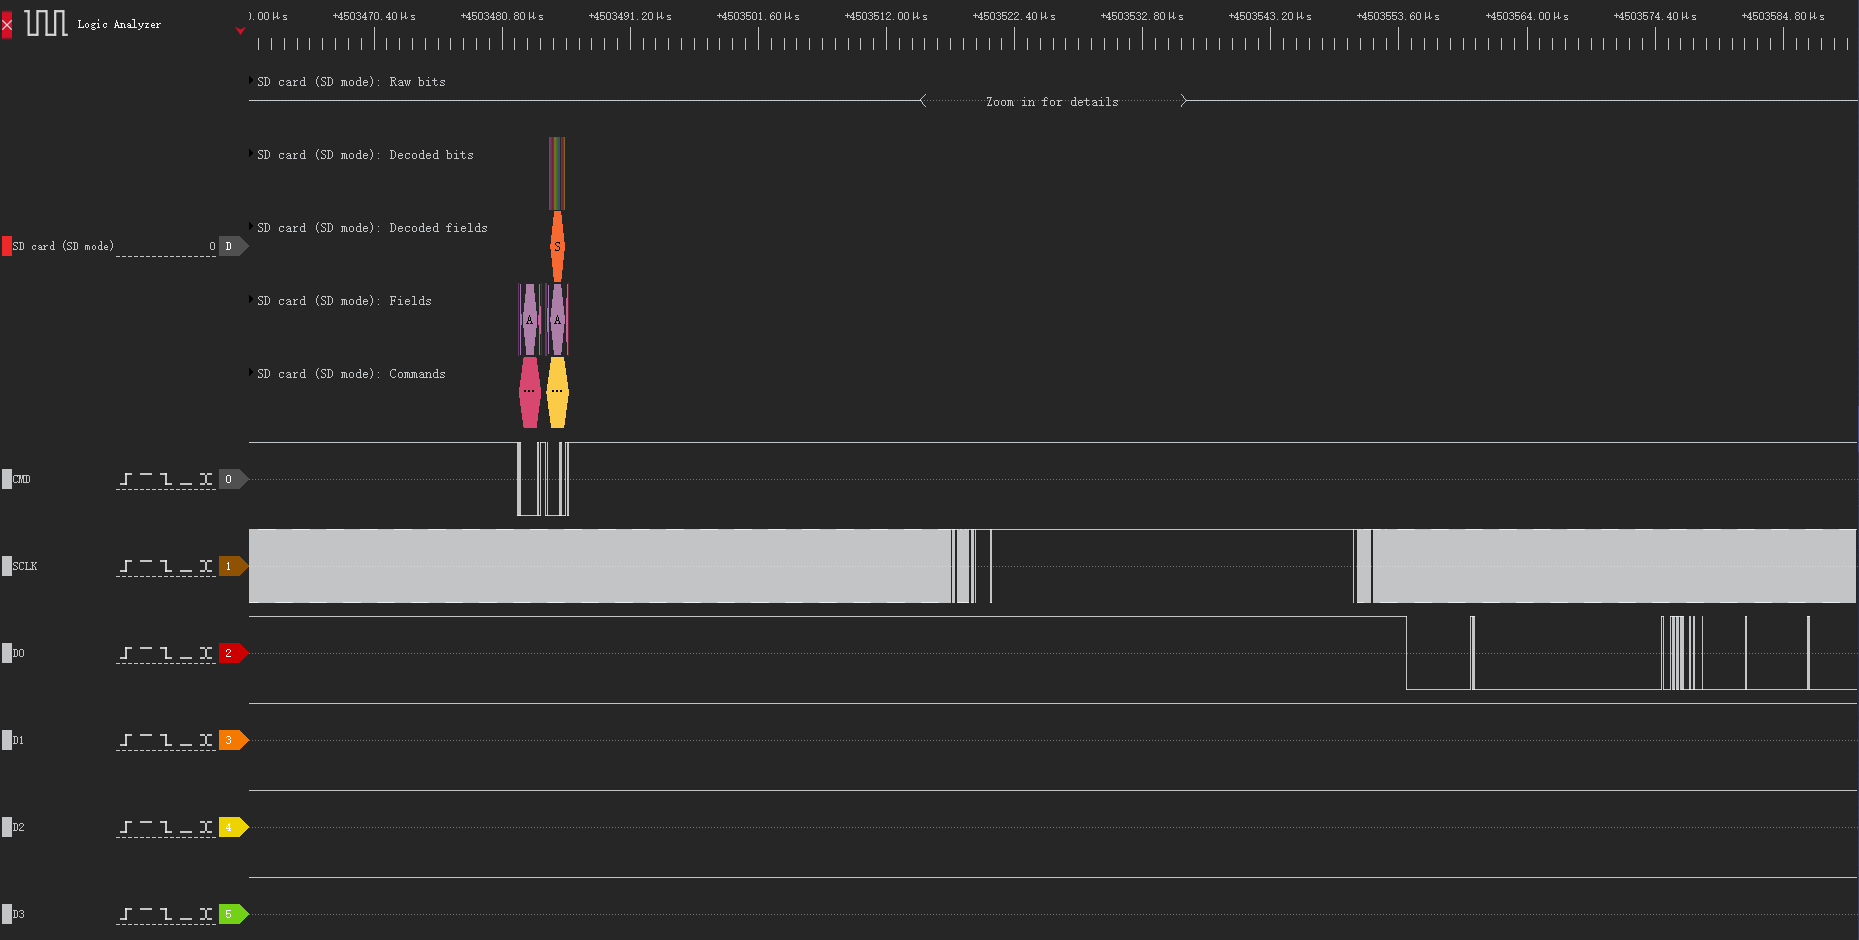 Logic Analyzer
0.00 μs +4503470.40 μs +4503480.80 μs +4503491.20 μs +4503501.60 μs +4503512.00 μs +4503522.40 μs +4503532.80 μs +4503543.20 μs +4503553.60 μs +4503564.00 μs +4503574.40 μs +4503584.80 μs
SD card (SD mode): Raw bits
Zoom in for details
SD card (SD mode): Decoded bits
SD card (SD mode): Decoded fields
SD card (SD mode) 0 D
S
SD card (SD mode): Fields
A A
SD card (SD mode): Commands
... ...
CMD 0
SCLK 1
D0 2
D1 3
D2 4
D3 5